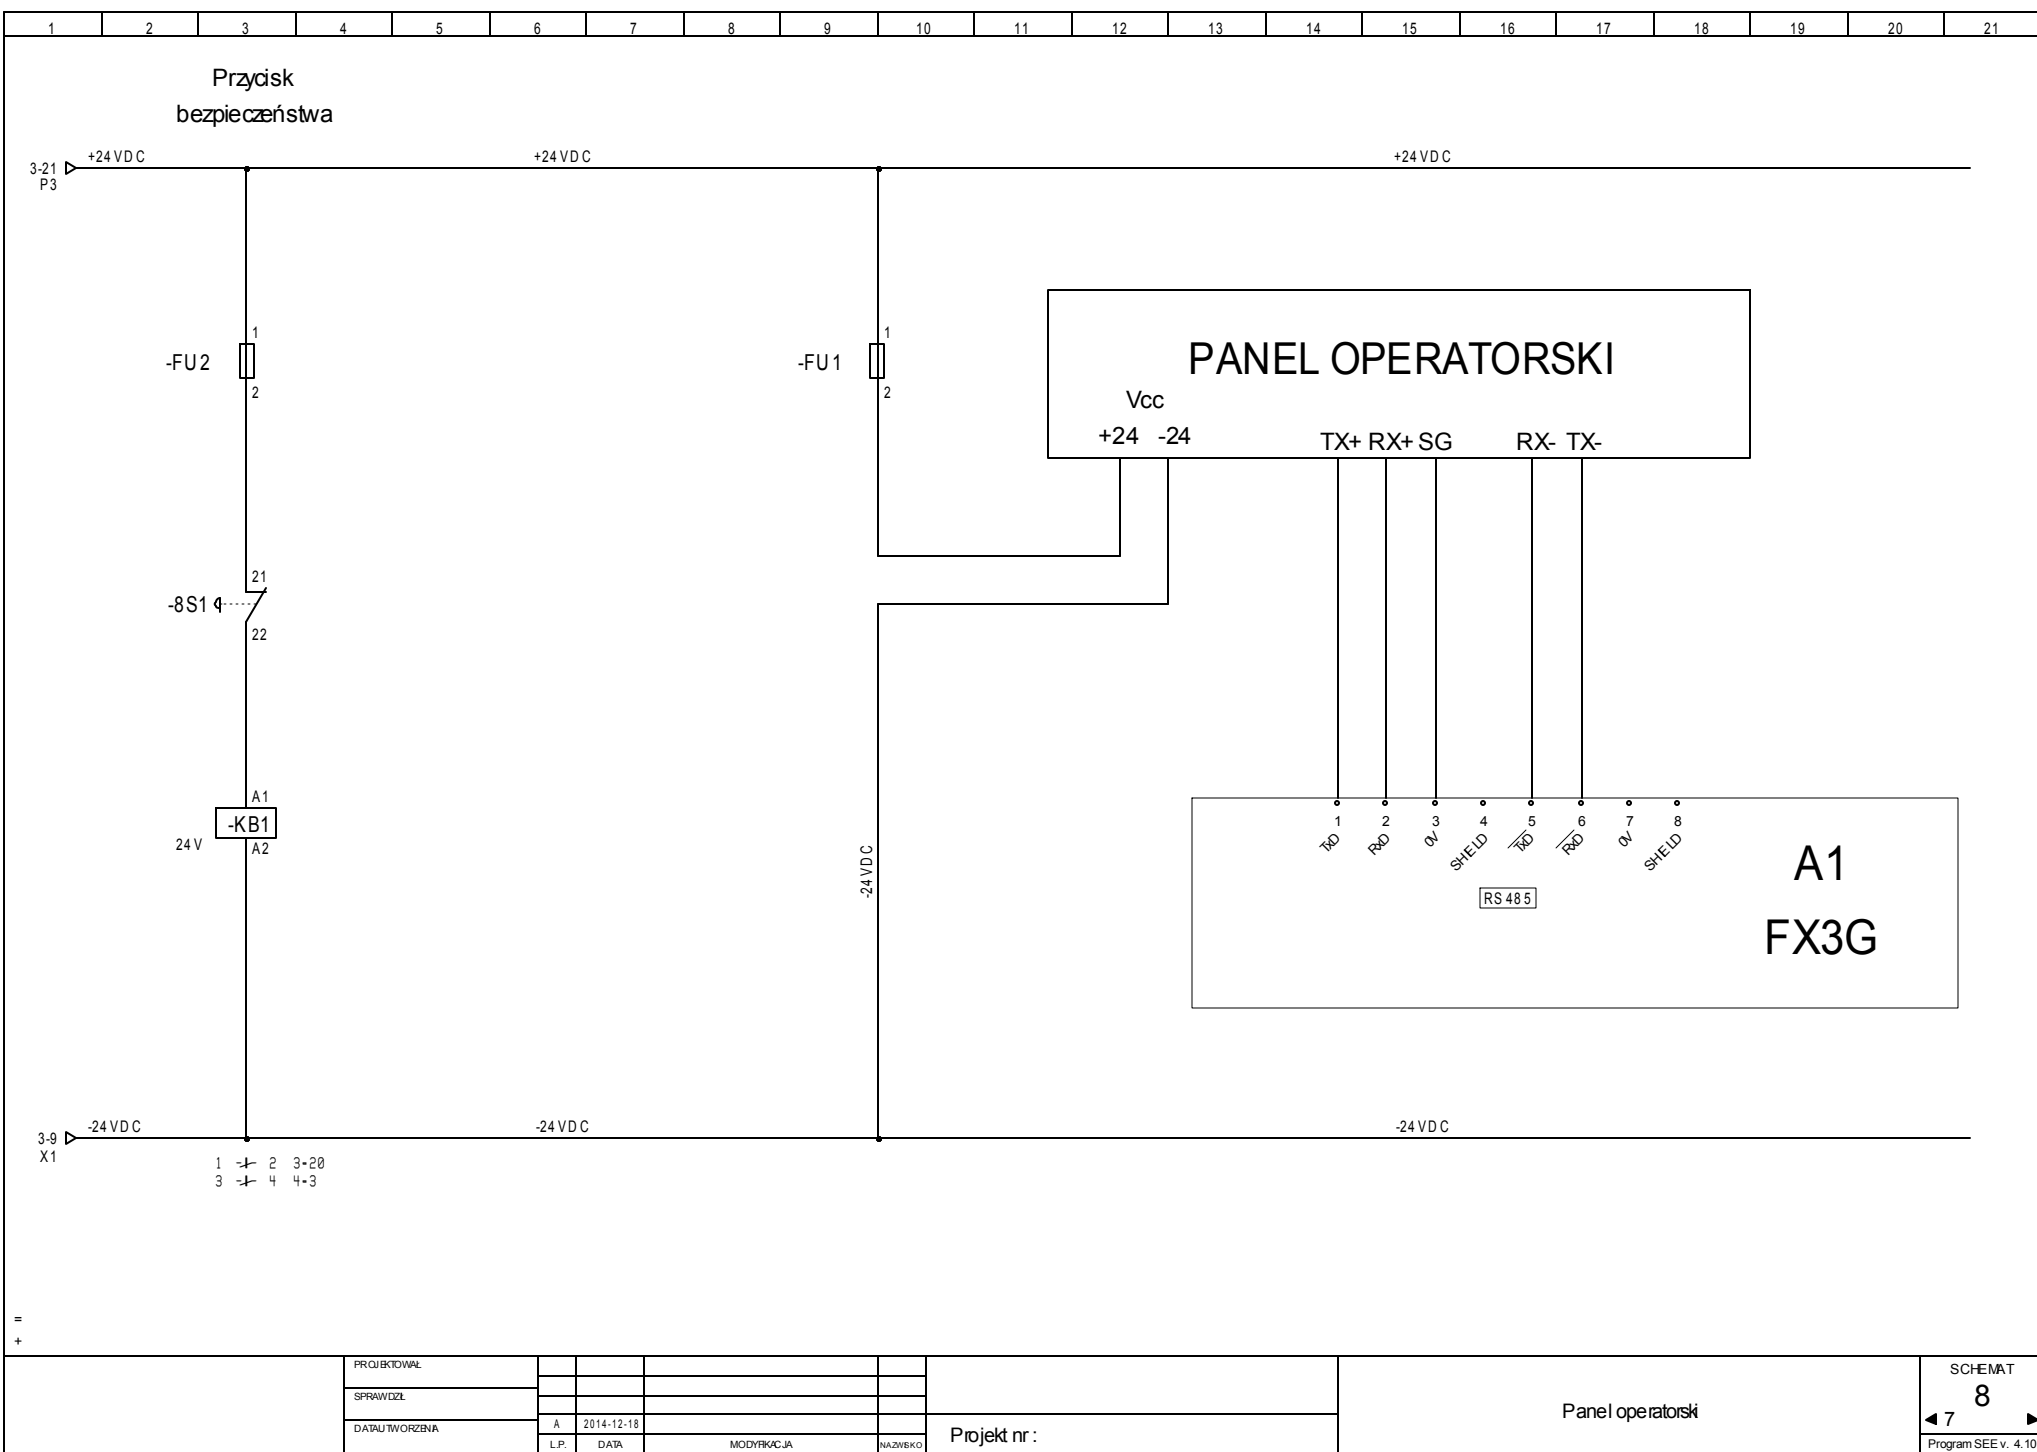 1 2 3 4 5 6 7 8 9 10 11 12 13 14 15 16 17 18 19 20 21
Przycisk
bezpieczeństwa
+24VDC +24VDC +24VDC
3-21
P3
-FU2 1 2
-FU1 1 2
PANEL OPERATORSKI
Vcc
+24 -24 TX+ RX+ SG RX- TX-
-8S1 21 22
A1
-KB1
24V A2
-24VDC
1 2 3 4 5 6 7 8
TxD RxD 0V SHELD TxD RxD 0V SHELD
RS485
A1
FX3G
-24VDC -24VDC -24VDC
3-9
X1
1 2 3-20
3 4 4-3
=
+
PROJEKTOWAŁ
SPRAWDZIŁ
DATA UTWORZENIA
A 2014-12-18
L.P. DATA MODYFIKACJA NAZWISKO
Projekt nr :
Panel operatorski
SCHEMAT
8
7
Program SEE v. 4.10